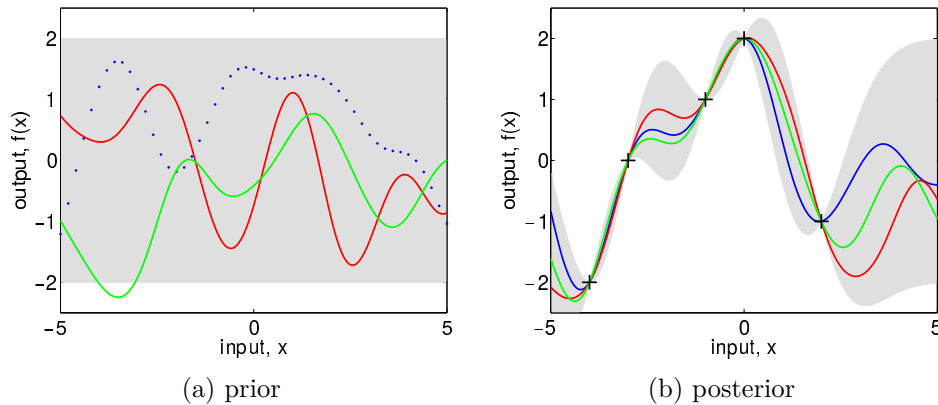 2
1
0
−1
−2
−5
0
5
output, f(x)
input, x
(a) prior
2
1
0
−1
−2
−5
0
5
output, f(x)
input, x
(b) posterior